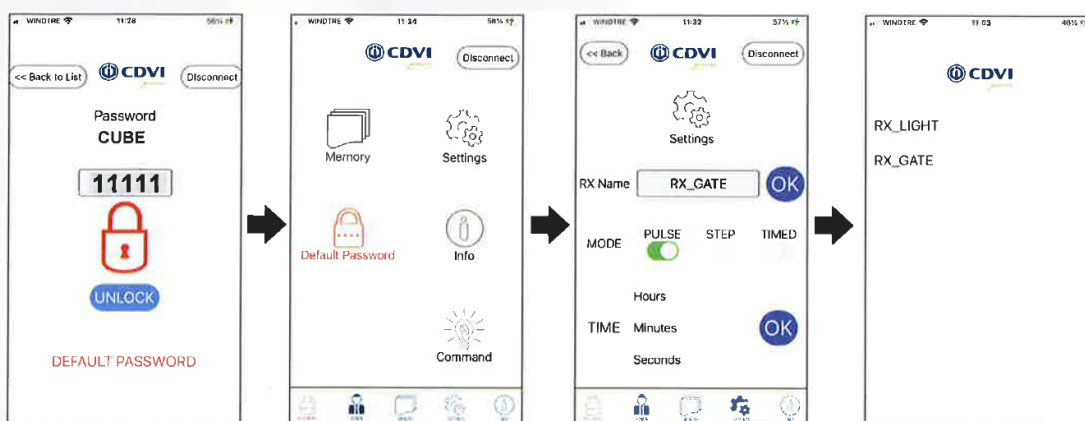 WINDTRE 11:28 56%
<< Back to List CDVI Disconnect
Password
CUBE
11111
UNLOCK
DEFAULT PASSWORD
WINDTRE 11:34 58%
CDVI Disconnect
Memory Settings
Default Password Info
Command
WINDTRE 11:32 57%
<< Back CDVI Disconnect
Settings
RX Name RX_GATE OK
MODE PULSE STEP TIMED
Hours
TIME Minutes OK
Seconds
WINDTRE 11:03
CDVI
RX_LIGHT
RX_GATE